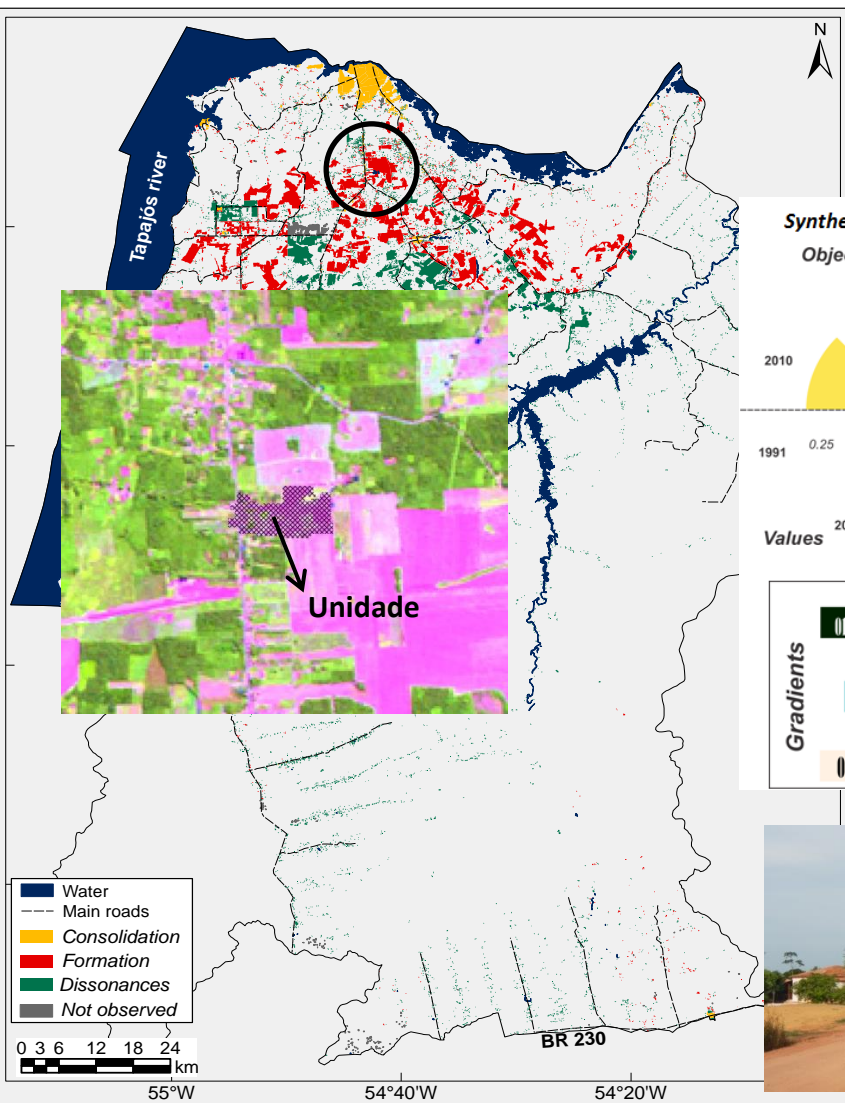 N
Tapajós river
2010
1991
0.25
Values
Gradients
Unidade
Water
Main roads
Consolidation
Formation
Dissonances
Not observed
0 3 6 12 18 24
km
BR 230
55°W
54°40'W
54°20'W